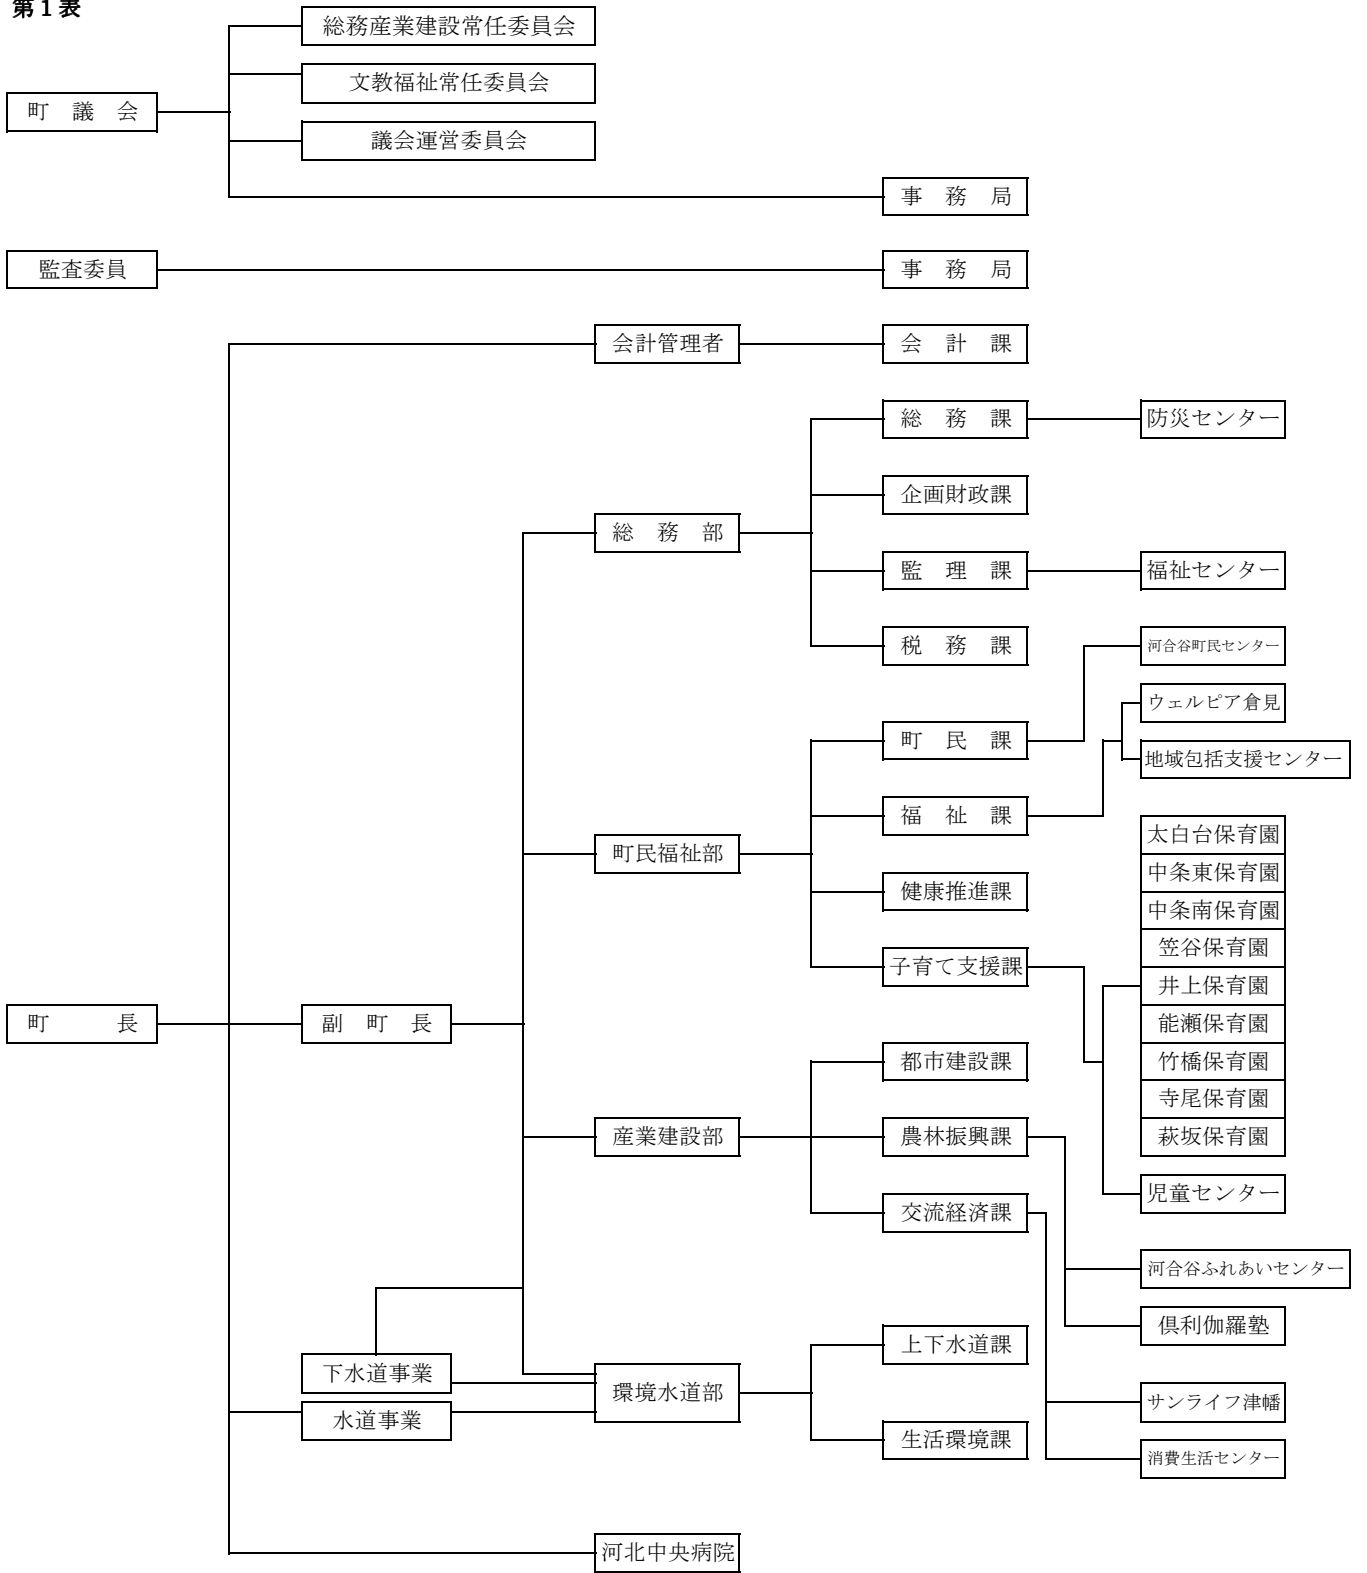 第1表
総務産業建設常任委員会
文教福祉常任委員会
町　議　会
議会運営委員会
事　務　局
監査委員
事　務　局
会計管理者
会　計　課
総　務　課
防災センター
企画財政課
総　務　部
監　理　課
福祉センター
税　務　課
河合谷町民センター
ウェルピア倉見
町　民　課
地域包括支援センター
福　祉　課
太白台保育園
町民福祉部
中条東保育園
健康推進課
中条南保育園
笠谷保育園
子育て支援課
井上保育園
町　　　長
副　町　長
能瀬保育園
都市建設課
竹橋保育園
寺尾保育園
産業建設部
農林振興課
萩坂保育園
児童センター
交流経済課
河合谷ふれあいセンター
倶利伽羅塾
上下水道課
下水道事業
環境水道部
サンライフ津幡
水道事業
生活環境課
消費生活センター
河北中央病院